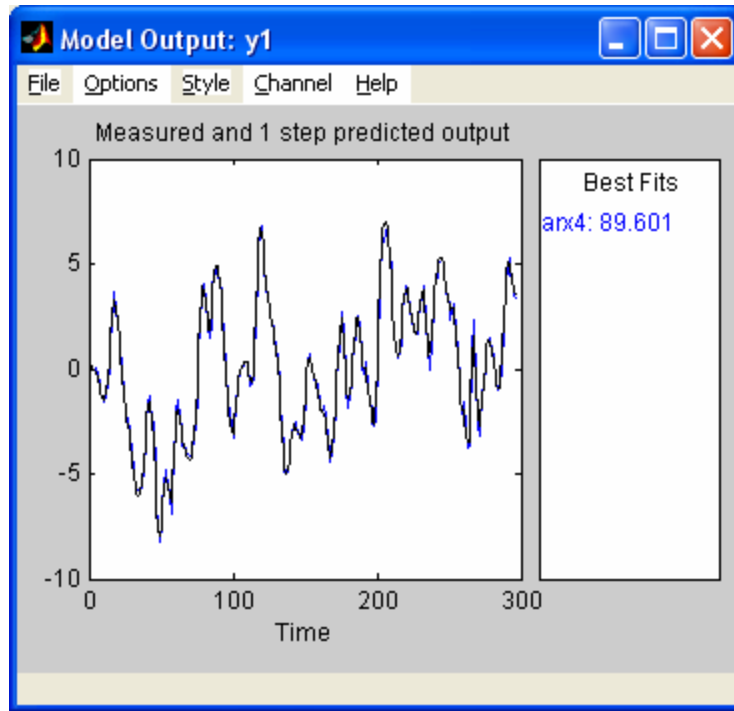 Model Output: y1
File Options Style Channel Help
Measured and 1 step predicted output
10
5
0
-5
-10
0 100 200 300
Time
Best Fits
arx4: 89.601